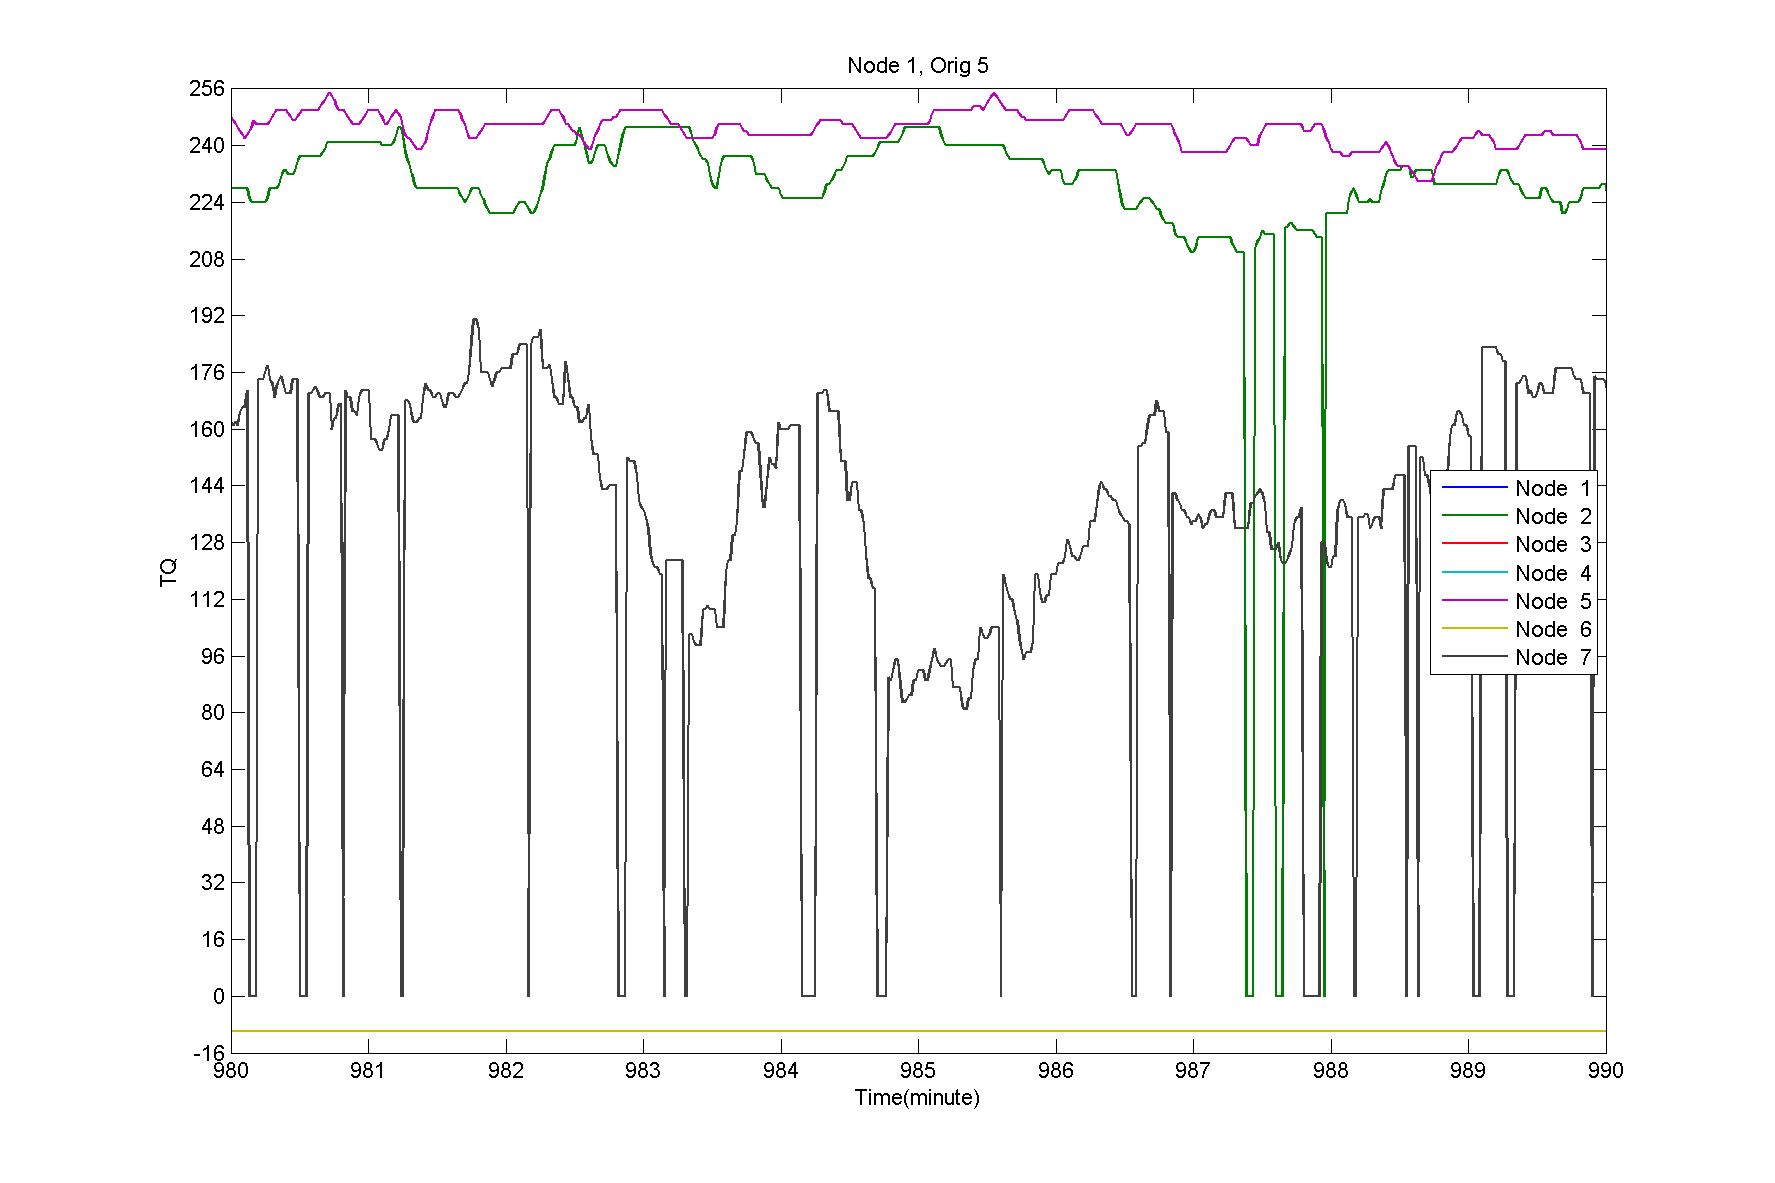 Node 1, Orig 5
256
240
224
208
192
176
160
144
128
112
96
80
64
48
32
16
0
-16
TQ
980 981 982 983 984 985 986 987 988 989 990
Time(minute)
Node 1
Node 2
Node 3
Node 4
Node 5
Node 6
Node 7